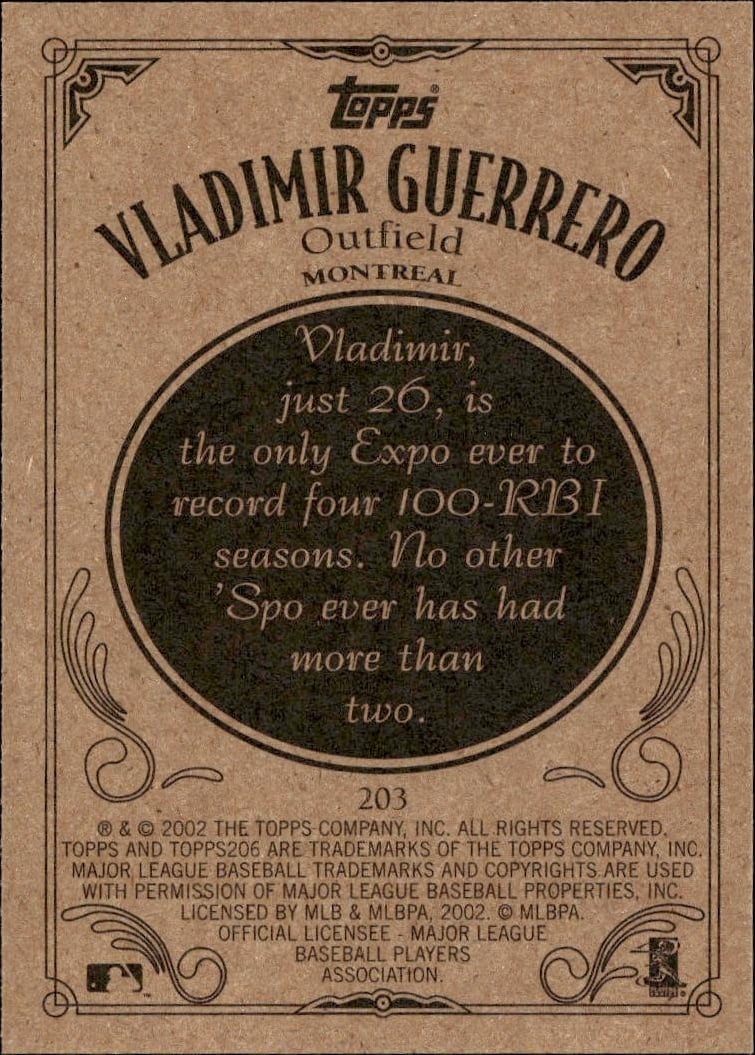 Topps®
VLADIMIR GUERRERO
Outfield
MONTREAL
Vladimir,
just 26, is
the only Expo ever to
record four 100-RBI
seasons. No other
'Spo ever has had
more than
two.
203
® & © 2002 THE TOPPS COMPANY, INC. ALL RIGHTS RESERVED.
TOPPS AND TOPPS206 ARE TRADEMARKS OF THE TOPPS COMPANY, INC.
MAJOR LEAGUE BASEBALL TRADEMARKS AND COPYRIGHTS ARE USED
WITH PERMISSION OF MAJOR LEAGUE BASEBALL PROPERTIES, INC.
LICENSED BY MLB & MLBPA, 2002. © MLBPA.
OFFICIAL LICENSEE - MAJOR LEAGUE
BASEBALL PLAYERS
ASSOCIATION.